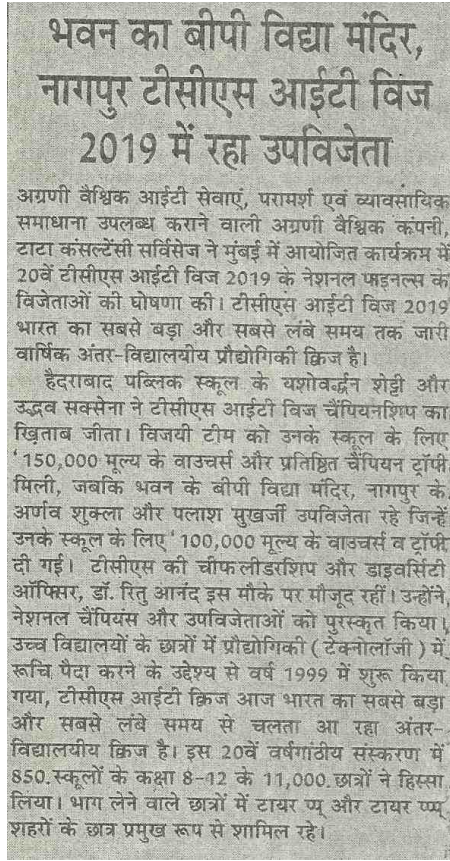 भवन का बीपी विद्या मंदिर,
नागपुर टीसीएस आईटी विज
2019 में रहा उपविजेता
अग्रणी वैश्विक आईटी सेवाएं, परामर्श एवं व्यावसायिक
समाधाना उपलब्ध कराने वाली अग्रणी वैश्विक कंपनी,
टाटा कंसल्टेंसी सर्विसेज ने मुंबई में आयोजित कार्यक्रम में
20वें टीसीएस आईटी विज 2019 के नेशनल फाइनल्स के
विजेताओं की घोषणा की। टीसीएस आईटी विज 2019
भारत का सबसे बड़ा और सबसे लंबे समय तक जारी
वार्षिक अंतर-विद्यालयीय प्रौद्योगिकी क्विज है।
हैदराबाद पब्लिक स्कूल के यशोवर्द्धन शेट्टी और
उद्भव सक्सेना ने टीसीएस आईटी विज चैंपियनशिप का
खिताब जीता। विजयी टीम को उनके स्कूल के लिए
'150,000 मूल्य के वाउचर्स और प्रतिष्ठित चैंपियन ट्रॉफी
मिली, जबकि भवन के बीपी विद्या मंदिर, नागपुर के
अर्णव शुक्ला और पलाश मुखर्जी उपविजेता रहे जिन्हें
उनके स्कूल के लिए '100,000 मूल्य के वाउचर्स व ट्रॉफी
दी गई। टीसीएस की चीफ लीडरशिप और डाइवर्सिटी
ऑफिसर, डॉ. रितु आनंद इस मौके पर मौजूद रहीं। उन्होंने
नेशनल चैंपियंस और उपविजेताओं को पुरस्कृत किया।
उच्च विद्यालयों के छात्रों में प्रौद्योगिकी (टेक्नोलॉजी) में
रूचि पैदा करने के उद्देश्य से वर्ष 1999 में शुरू किया
गया, टीसीएस आईटी क्विज आज भारत का सबसे बड़ा
और सबसे लंबे समय से चलता आ रहा अंतर-
विद्यालयीय क्विज है। इस 20वें वर्षगांठीय संस्करण में
850 स्कूलों के कक्षा 8-12 के 11,000 छात्रों ने हिस्सा
लिया। भाग लेने वाले छात्रों में टायर प्प् और टायर प्प्प्
शहरों के छात्र प्रमुख रूप से शामिल रहे।